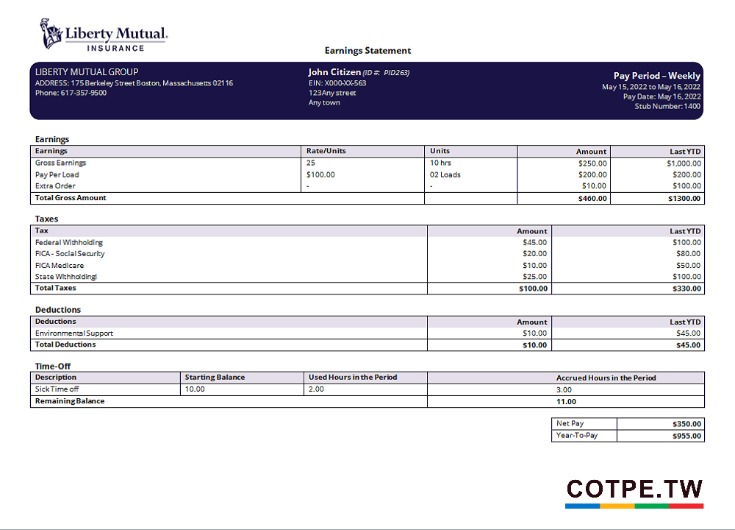 Liberty Mutual.
INSURANCE
Earnings Statement
LIBERTY MUTUAL GROUP
ADDRESS: 175 Berkeley Street Boston, Massachusetts 02116
Phone: 617-357-9500
John Citizen (ID #: PID263)
EIN: X000-XX-563
123Any street
Any town
Pay Period – Weekly
May 15, 2022 to May 16, 2022
Pay Date: May 16, 2022
Stub Number: 1400
Earnings
Earnings Rate/Units Units Amount Last YTD
Gross Earnings 25 10 hrs $250.00 $1,000.00
Pay Per Load $100.00 02 Loads $200.00 $200.00
Extra Order - - $10.00 $100.00
Total Gross Amount $460.00 $1300.00
Taxes
Tax Amount Last YTD
Federal Withholding $45.00 $100.00
FICA - Social Security $20.00 $80.00
FICA Medicare $10.00 $50.00
State Withholdingl $25.00 $100.00
Total Taxes $100.00 $330.00
Deductions
Deductions Amount Last YTD
Environmental Support $10.00 $45.00
Total Deductions $10.00 $45.00
Time-Off
Description Starting Balance Used Hours in the Period Accrued Hours in the Period
Sick Time off 10.00 2.00 3.00
Remaining Balance 11.00
Net Pay $350.00
Year-To-Pay $955.00
COTPE.TW